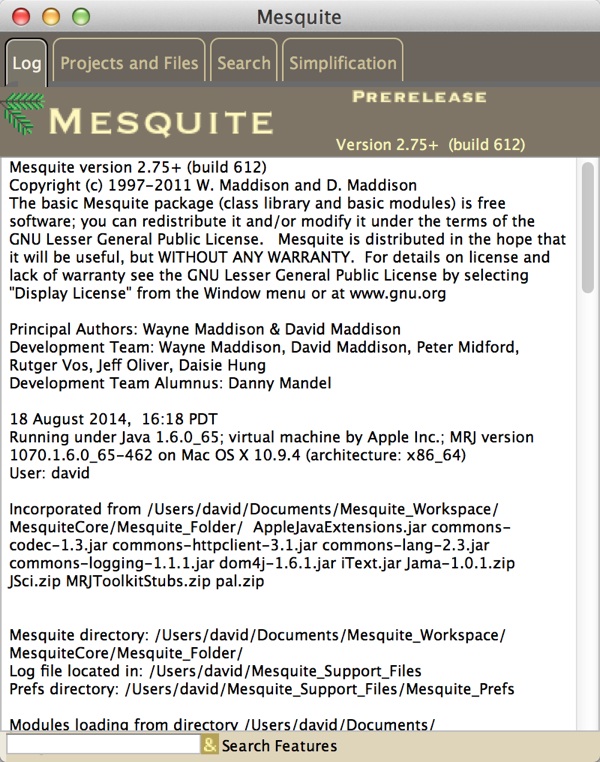 Mesquite
Log
Projects and Files
Search
Simplification
MESQUITE
PRERELEASE
Version 2.75+ (build 612)
Mesquite version 2.75+ (build 612)
Copyright (c) 1997-2011 W. Maddison and D. Maddison
The basic Mesquite package (class library and basic modules) is free
software; you can redistribute it and/or modify it under the terms of the
GNU Lesser General Public License.   Mesquite is distributed in the hope that
it will be useful, but WITHOUT ANY WARRANTY.  For details on license and
lack of warranty see the GNU Lesser General Public License by selecting
"Display License" from the Window menu or at www.gnu.org
Principal Authors: Wayne Maddison & David Maddison
Development Team: Wayne Maddison, David Maddison, Peter Midford,
Rutger Vos, Jeff Oliver, Daisie Hung
Development Team Alumnus: Danny Mandel
18 August 2014,  16:18 PDT
Running under Java 1.6.0_65; virtual machine by Apple Inc.; MRJ version
1070.1.6.0_65-462 on Mac OS X 10.9.4 (architecture: x86_64)
User: david
Incorporated from /Users/david/Documents/Mesquite_Workspace/
MesquiteCore/Mesquite_Folder/  AppleJavaExtensions.jar commons-
codec-1.3.jar commons-httpclient-3.1.jar commons-lang-2.3.jar
commons-logging-1.1.1.jar dom4j-1.6.1.jar iText.jar Jama-1.0.1.zip
JSci.zip MRJToolkitStubs.zip pal.zip
Mesquite directory: /Users/david/Documents/Mesquite_Workspace/
MesquiteCore/Mesquite_Folder/
Log file located in: /Users/david/Mesquite_Support_Files
Prefs directory: /Users/david/Mesquite_Support_Files/Mesquite_Prefs
Modules loading from directory /Users/david/Documents/
& Search Features